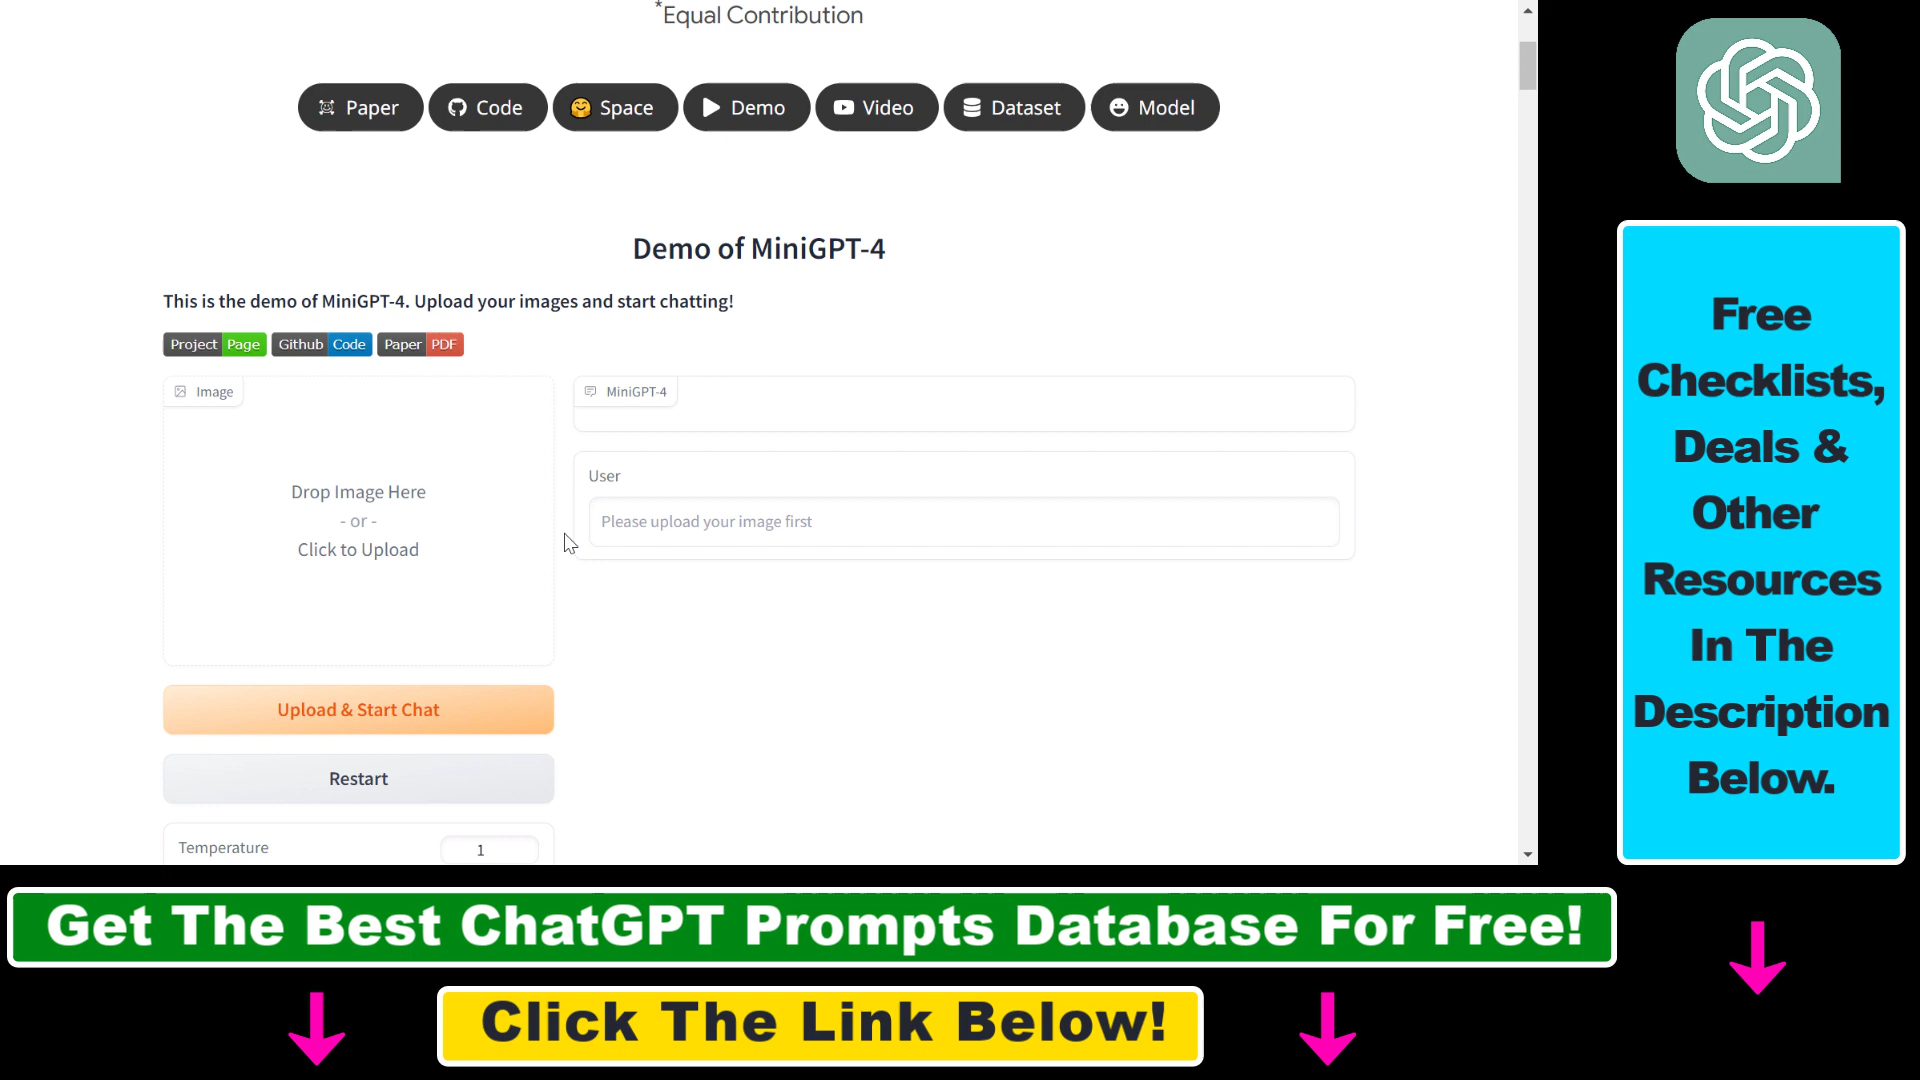 *Equal Contribution
Paper
Code
Space
Demo
Video
Dataset
Model
Demo of MiniGPT-4
This is the demo of MiniGPT-4. Upload your images and start chatting!
Project Page
Github Code
Paper PDF
Image
Drop Image Here
- or -
Click to Upload
MiniGPT-4
User
Please upload your image first
Upload & Start Chat
Restart
Temperature
1
Free
Checklists,
Deals &
Other
Resources
In The
Description
Below.
Get The Best ChatGPT Prompts Database For Free!
Click The Link Below!